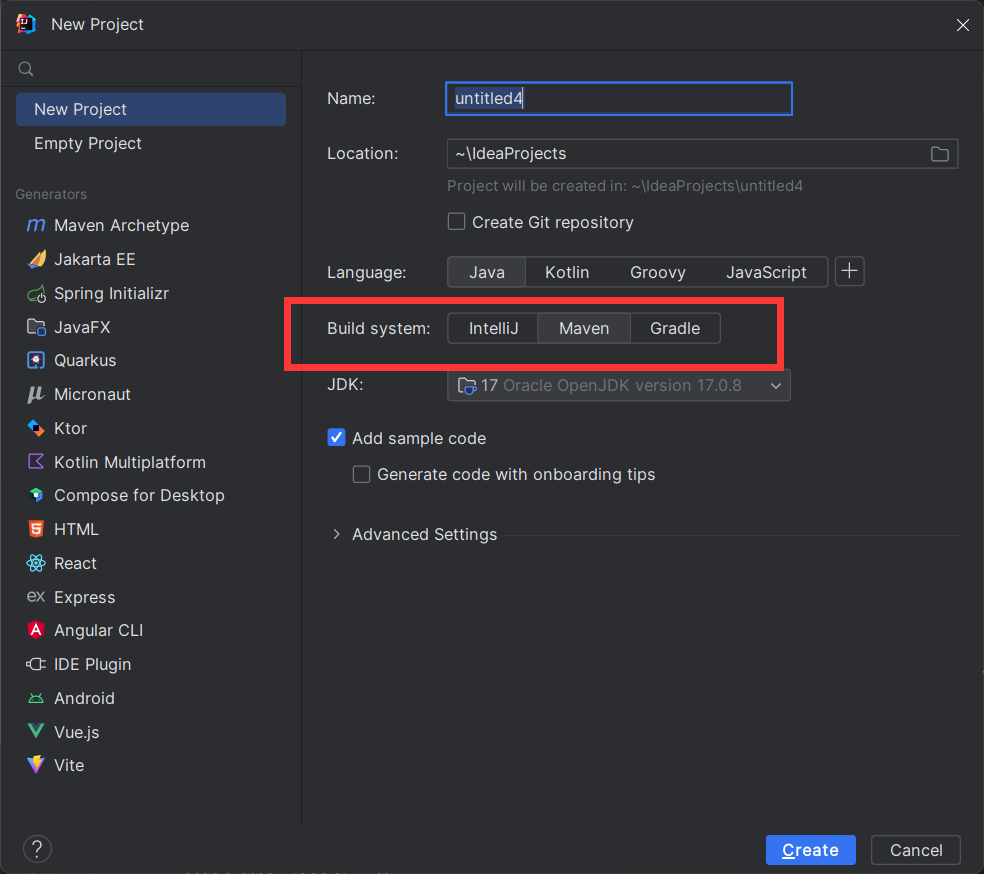 New Project
New Project
Empty Project
Generators
Maven Archetype
Jakarta EE
Spring Initializr
JavaFX
Quarkus
Micronaut
Ktor
Kotlin Multiplatform
Compose for Desktop
HTML
React
Express
Angular CLI
IDE Plugin
Android
Vue.js
Vite
Name: untitled4
Location: ~\IdeaProjects
Project will be created in: ~\IdeaProjects\untitled4
Create Git repository
Language: Java Kotlin Groovy JavaScript +
Build system: IntelliJ Maven Gradle
JDK: 17 Oracle OpenJDK version 17.0.8
Add sample code
Generate code with onboarding tips
Advanced Settings
? Create Cancel